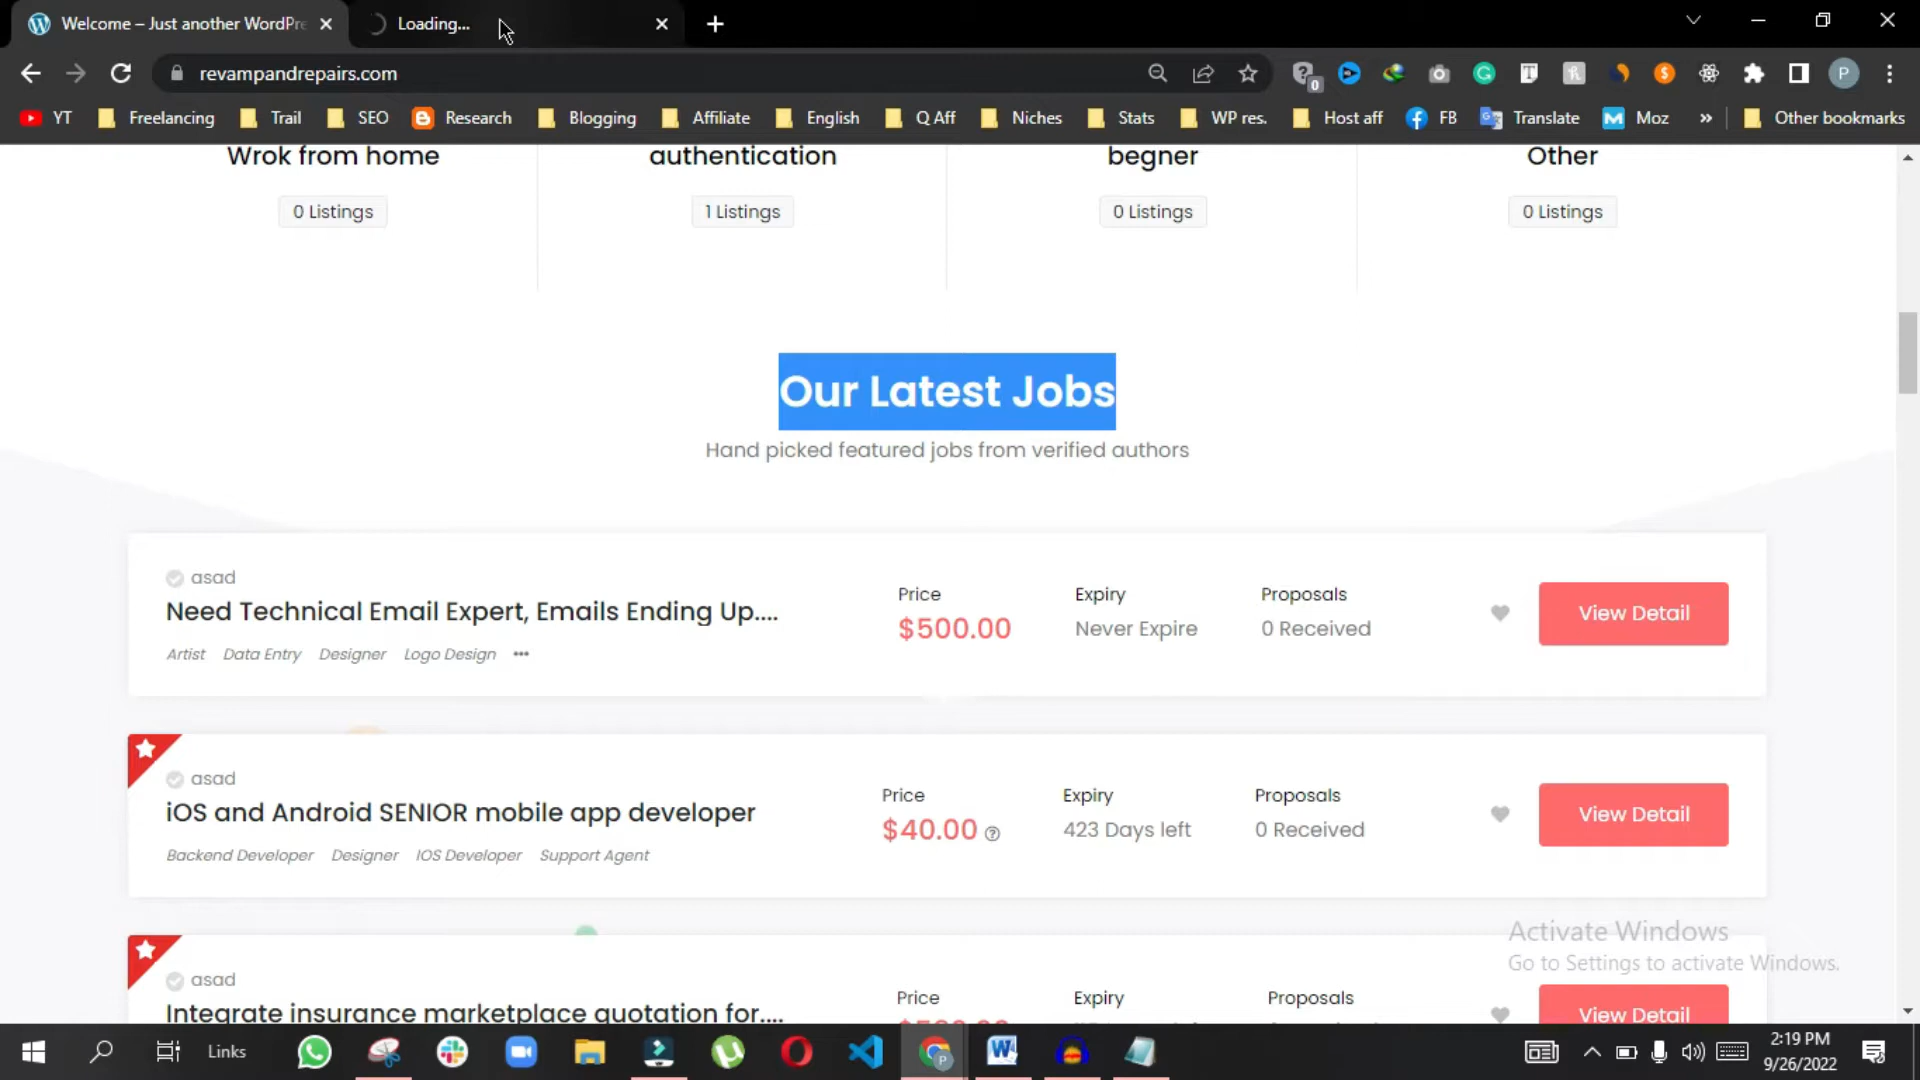 Welcome – Just another WordPre
Loading...
revampandrepairs.com
0
P
YT
Freelancing
Trail
SEO
Research
Blogging
Affiliate
English
Q Aff
Niches
Stats
WP res.
Host aff
FB
Translate
Moz
»
Other bookmarks
Wrok from home
authentication
begner
Other
0 Listings
1 Listings
0 Listings
0 Listings
Our Latest Jobs
Hand picked featured jobs from verified authors
asad
Need Technical Email Expert, Emails Ending Up....
Artist Data Entry Designer Logo Design •••
Price
$500.00
Expiry
Never Expire
Proposals
0 Received
View Detail
asad
iOS and Android SENIOR mobile app developer
Backend Developer Designer IOS Developer Support Agent
Price
$40.00
Expiry
423 Days left
Proposals
0 Received
View Detail
asad
Integrate insurance marketplace quotation for....
Price
Expiry
Proposals
View Detail
Activate Windows
Go to Settings to activate Windows.
Links
2:19 PM
9/26/2022